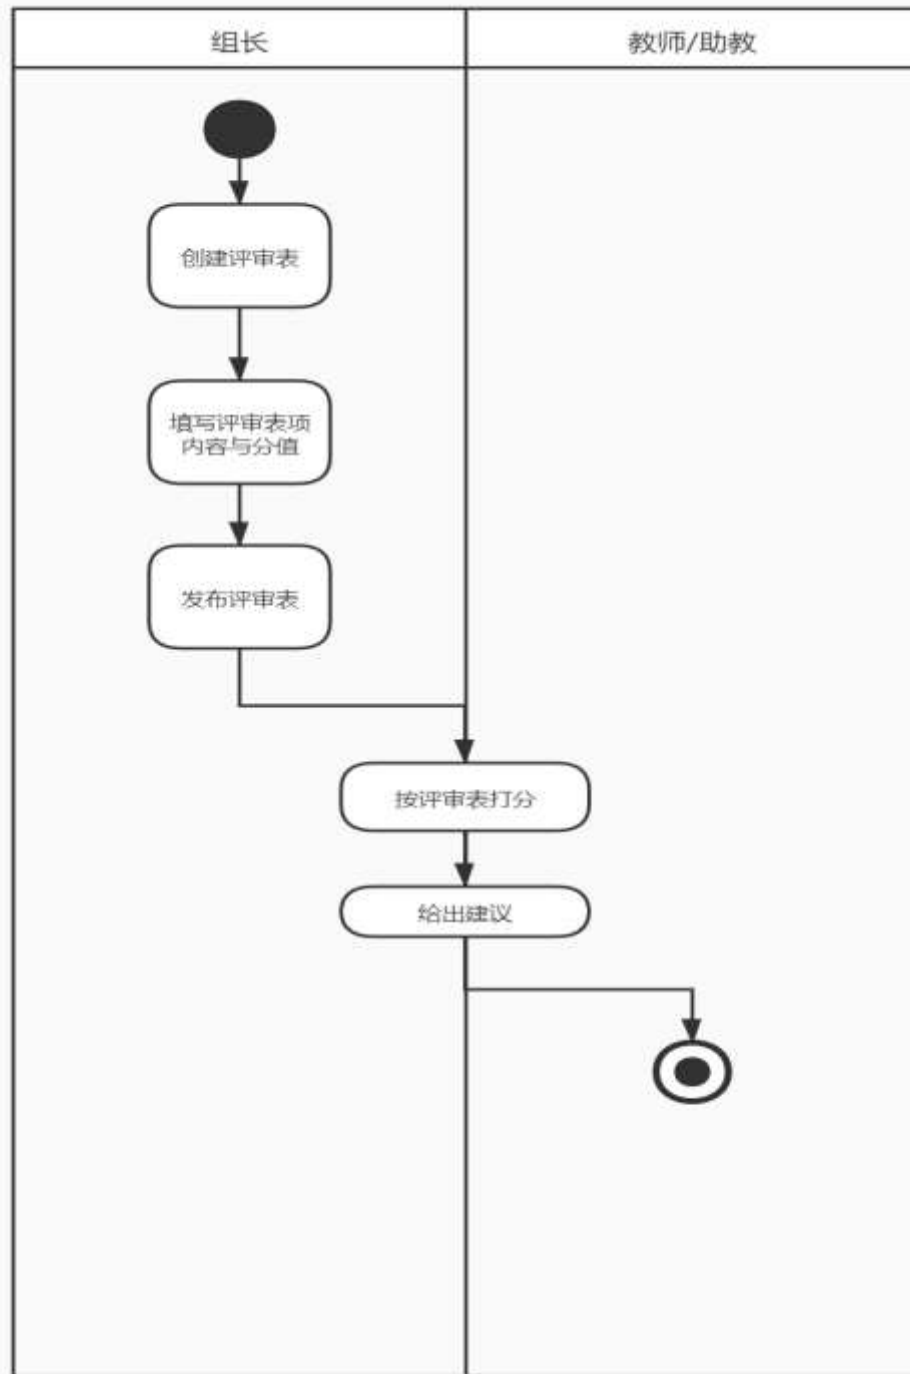 组长
教师/助教
创建评审表
填写评审表项
内容与分值
发布评审表
按评审表打分
给出建议